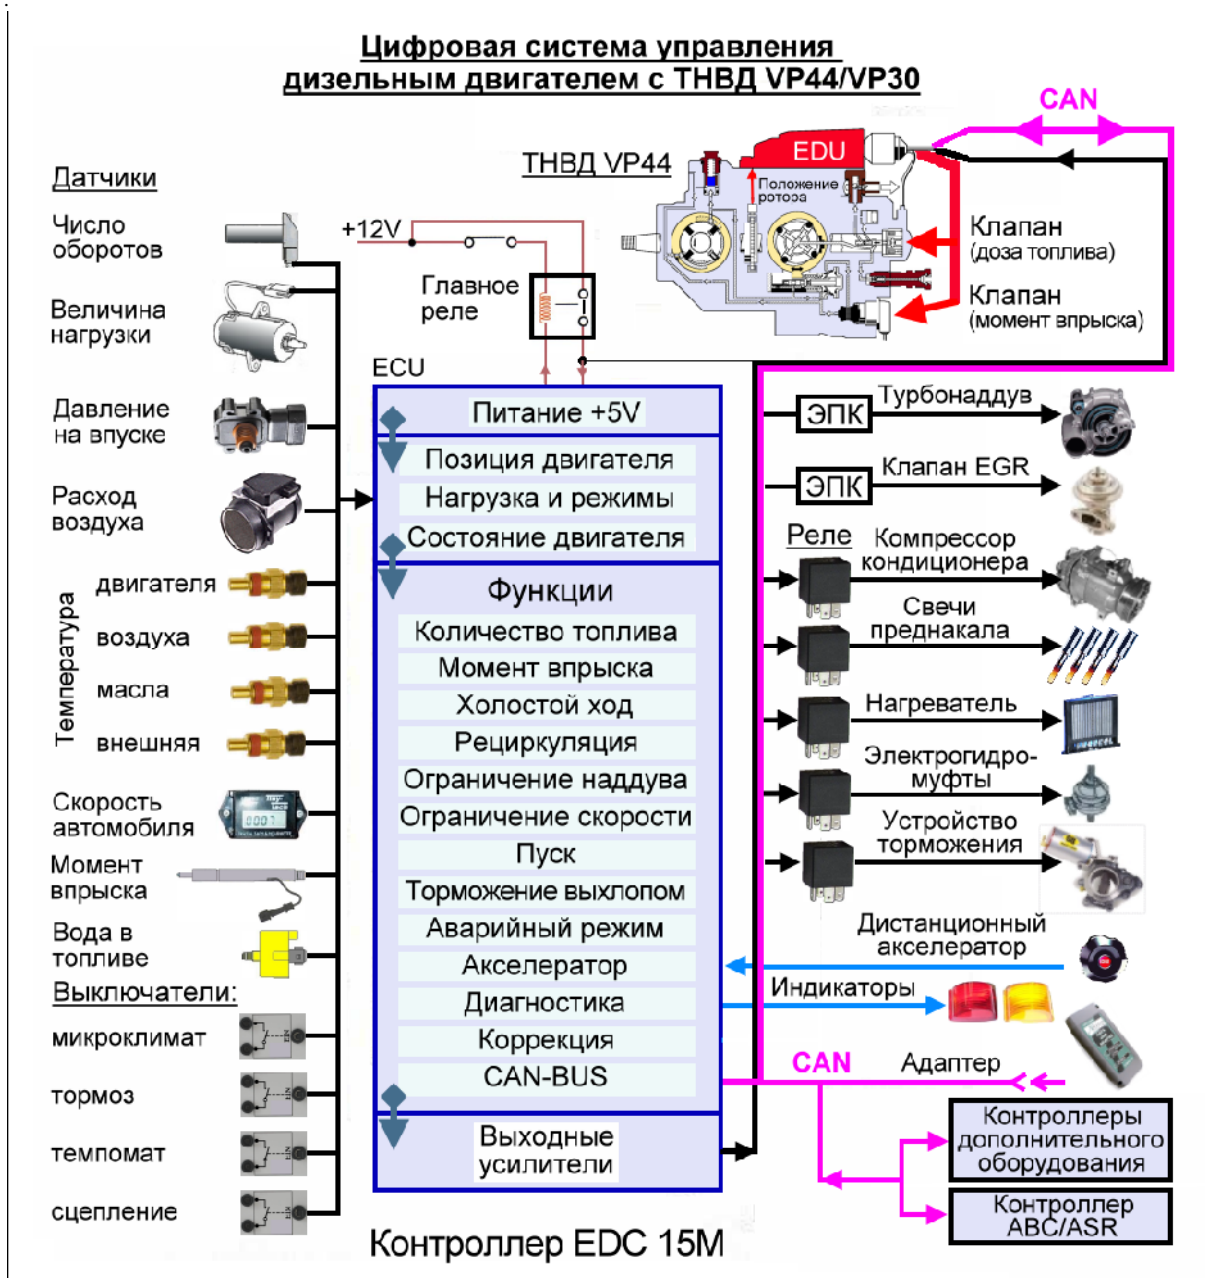 Цифровая система управления
дизельным двигателем с ТНВД VP44/VP30
CAN
ТНВД VP44
EDU
Положение
ротора
Клапан
(доза топлива)
Клапан
(момент впрыска)
Датчики
Число
оборотов
Величина
нагрузки
Давление
на впуске
Расход
воздуха
Температура
двигателя
воздуха
масла
внешняя
Скорость
автомобиля
0007
Момент
впрыска
Вода в
топливе
Выключатели:
микроклимат
тормоз
темпомат
сцепление
+12V
Главное
реле
ECU
Питание +5V
Позиция двигателя
Нагрузка и режимы
Состояние двигателя
Функции
Количество топлива
Момент впрыска
Холостой ход
Рециркуляция
Ограничение наддува
Ограничение скорости
Пуск
Торможение выхлопом
Аварийный режим
Акселератор
Диагностика
Коррекция
CAN-BUS
Выходные
усилители
Контроллер EDC 15M
ЭПК
Турбонаддув
ЭПК
Клапан EGR
Реле
Компрессор
кондиционера
Свечи
преднакала
Нагреватель
Электрогидро-
муфты
Устройство
торможения
Дистанционный
акселератор
Индикаторы
CAN
Адаптер
Контроллеры
дополнительного
оборудования
Контроллер
ABC/ASR